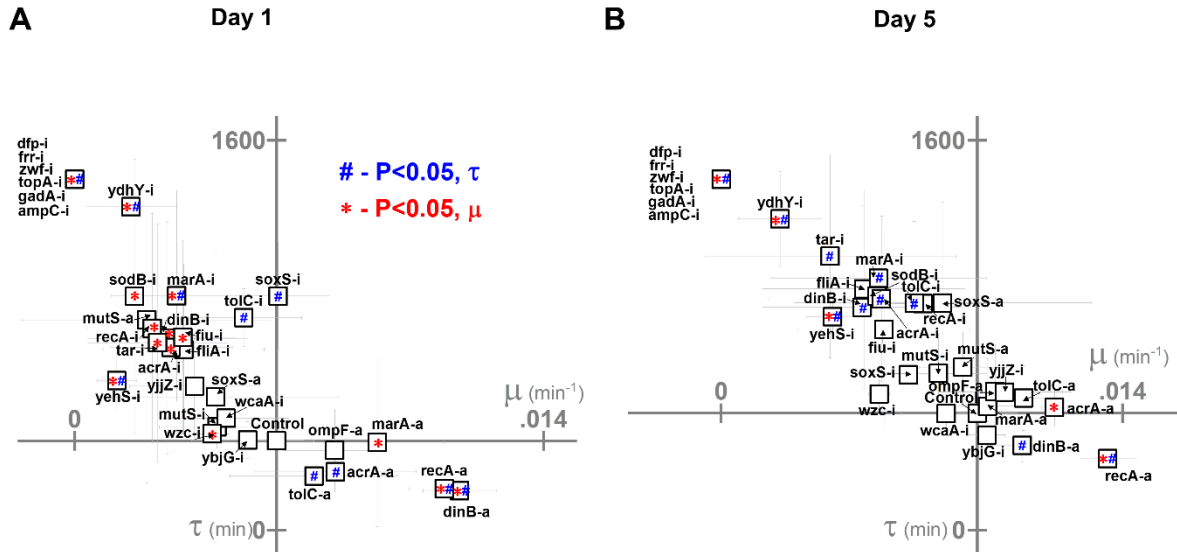 A
Day 1
B
Day 5
1600
1600
dfp-i
frr-i
zwf-i
topA-i
gadA-i
ampC-i
*#
ydhY-i
*#
# - P<0.05, τ
* - P<0.05, μ
sodB-i
*
marA-i
*#
soxS-i
#
tolC-i
#
mutS-a
dinB-i
recA-i
fiu-i
tar-i
fliA-i
acrA-i
*
*
*
*
*
yehS-i
*#
yjjZ-i
soxS-a
mutS-i
wcaA-i
wzc-i
*
Control
ybjG-i
ompF-a
marA-a
*
acrA-a
#
tolC-a
#
recA-a
*#
*#
dinB-a
0
μ (min-1)
.014
τ (min)
0
dfp-i
frr-i
zwf-i
topA-i
gadA-i
ampC-i
*#
ydhY-i
*#
tar-i
#
marA-i
#
sodB-i
fliA-i
#
tolC-i
#
dinB-i
#
soxS-a
recA-i
yehS-i
*#
acrA-i
fiu-i
mutS-i
mutS-a
soxS-i
yjjZ-i
ompF-a
tolC-a
wzc-i
Control
acrA-a
*
marA-a
wcaA-i
ybjG-i
dinB-a
#
recA-a
*#
0
μ (min-1)
.014
τ (min)
0